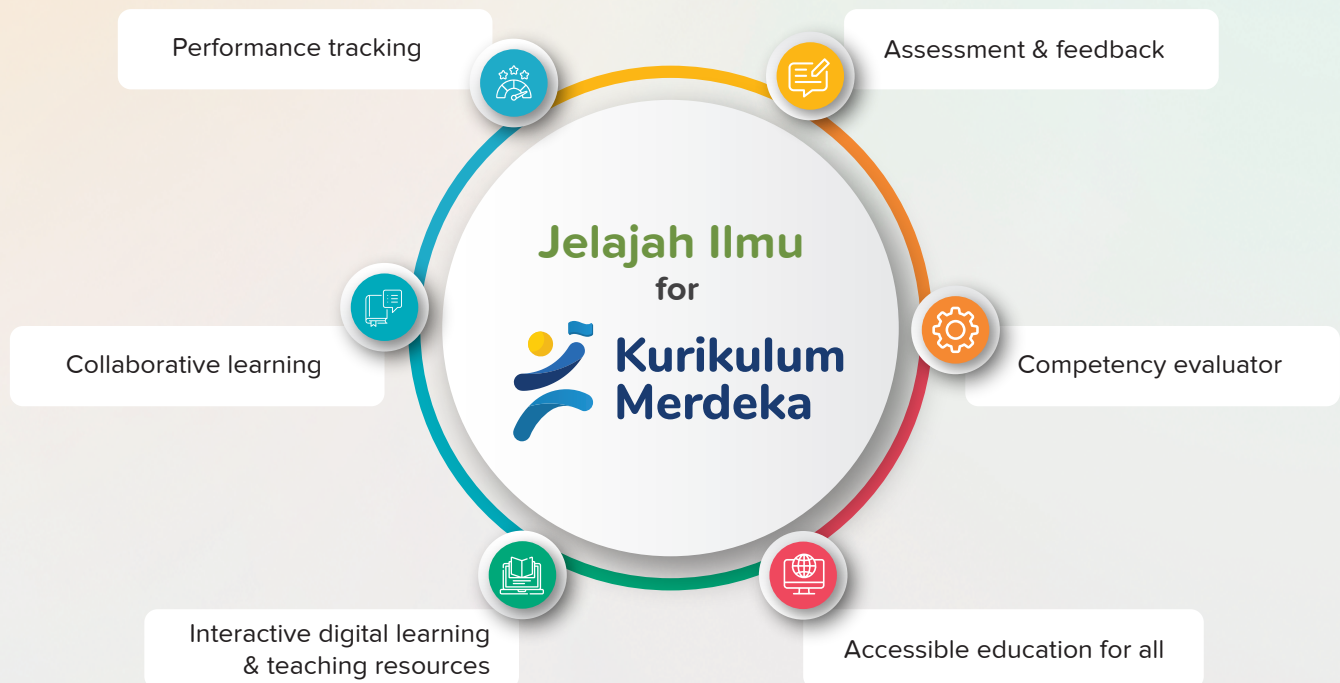 Performance tracking
Assessment & feedback
Jelajah Ilmu
for
Kurikulum
Merdeka
Collaborative learning
Competency evaluator
Interactive digital learning
& teaching resources
Accessible education for all